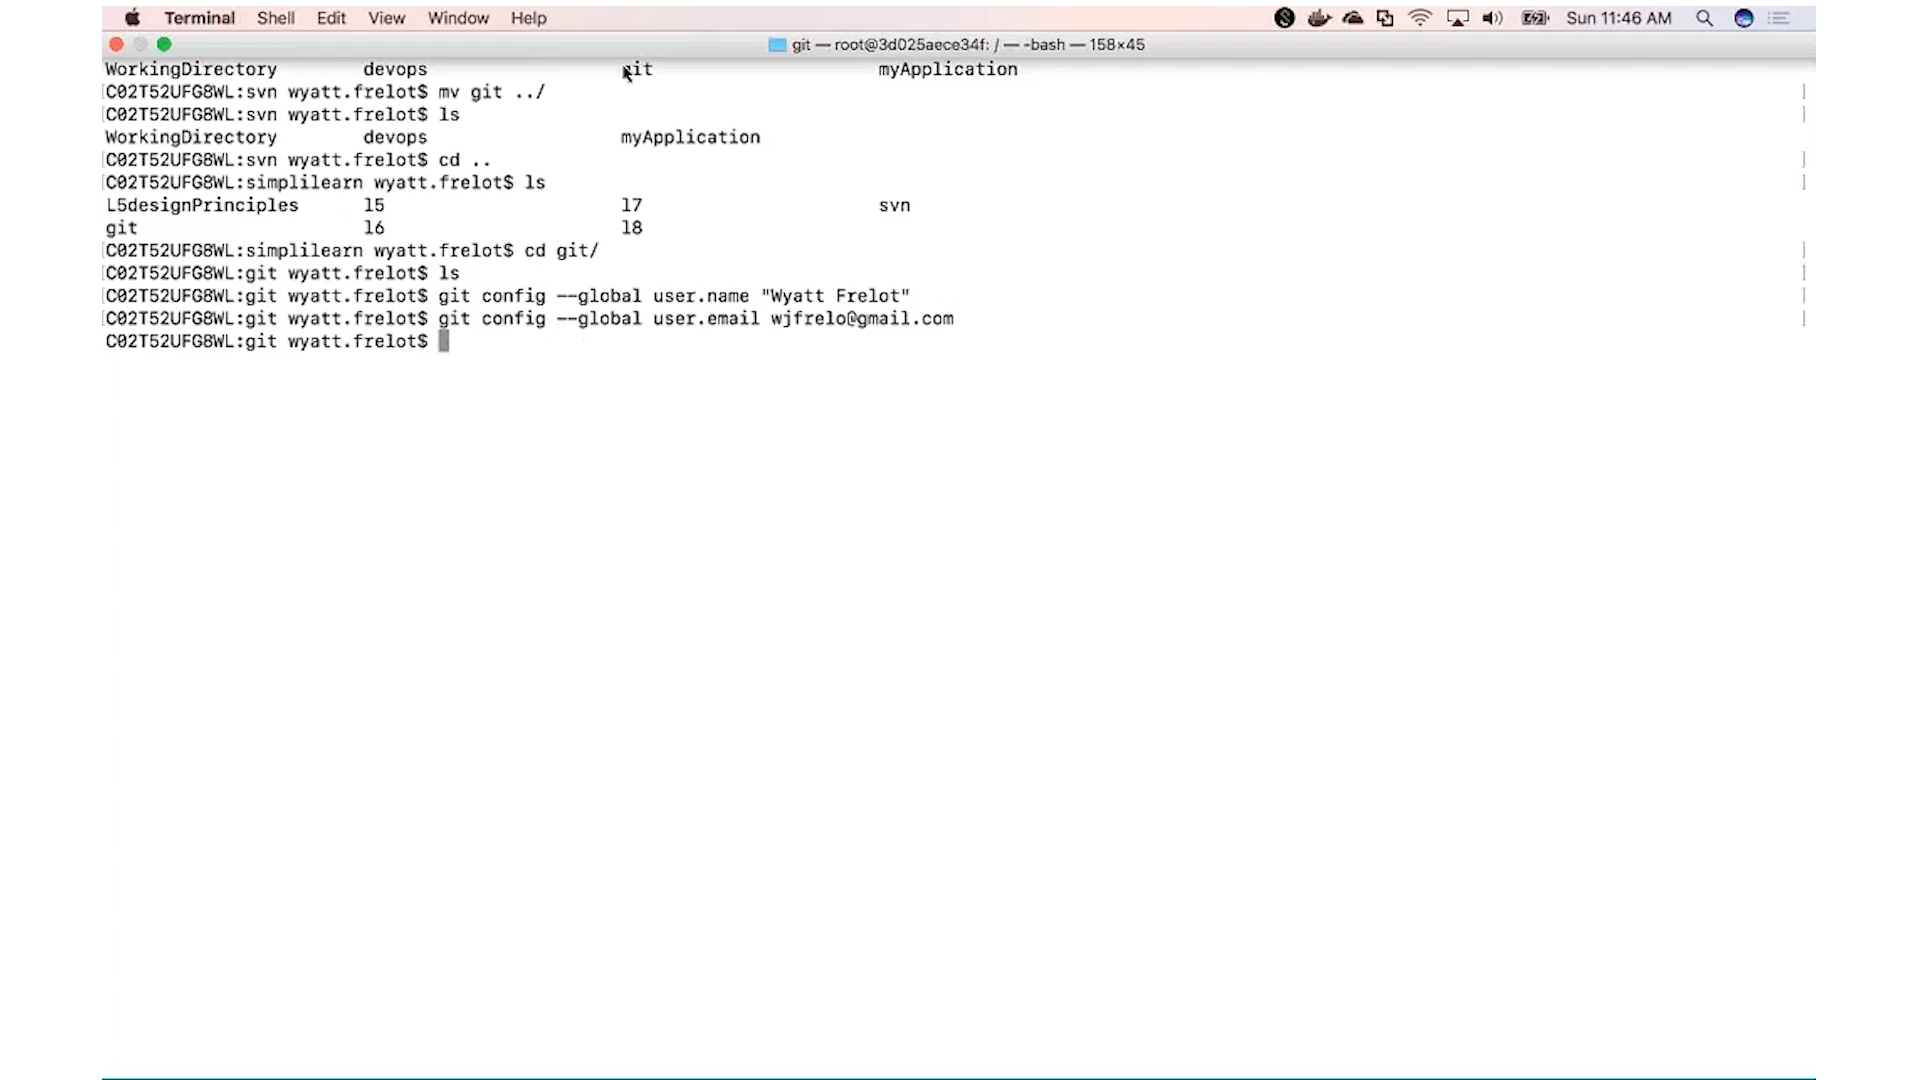 Terminal Shell Edit View Window Help Sun 11:46 AM
git — root@3d025aece34f: / — -bash — 158×45
WorkingDirectory devops git myApplication
[C02T52UFG8WL:svn wyatt.frelot$ mv git ../ ]
[C02T52UFG8WL:svn wyatt.frelot$ ls ]
WorkingDirectory devops myApplication
[C02T52UFG8WL:svn wyatt.frelot$ cd .. ]
[C02T52UFG8WL:simplilearn wyatt.frelot$ ls ]
L5designPrinciples l5 l7 svn
git l6 l8
[C02T52UFG8WL:simplilearn wyatt.frelot$ cd git/ ]
[C02T52UFG8WL:git wyatt.frelot$ ls ]
[C02T52UFG8WL:git wyatt.frelot$ git config --global user.name "Wyatt Frelot" ]
[C02T52UFG8WL:git wyatt.frelot$ git config --global user.email wjfrelo@gmail.com ]
C02T52UFG8WL:git wyatt.frelot$